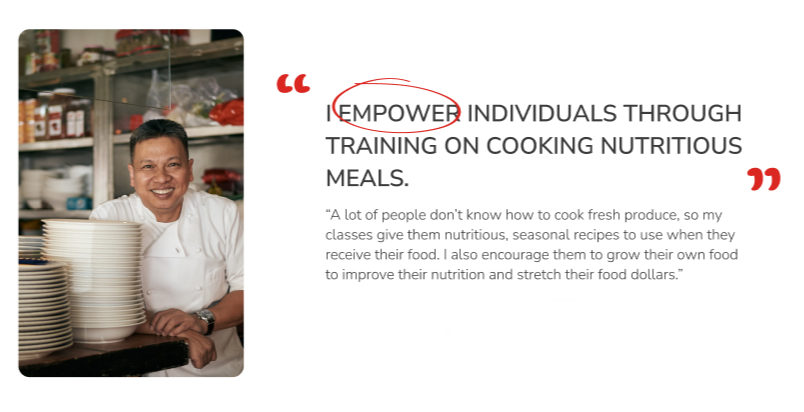 “
I EMPOWER INDIVIDUALS THROUGH
TRAINING ON COOKING NUTRITIOUS
MEALS.
”
“A lot of people don’t know how to cook fresh produce, so my
classes give them nutritious, seasonal recipes to use when they
receive their food. I also encourage them to grow their own food
to improve their nutrition and stretch their food dollars.”